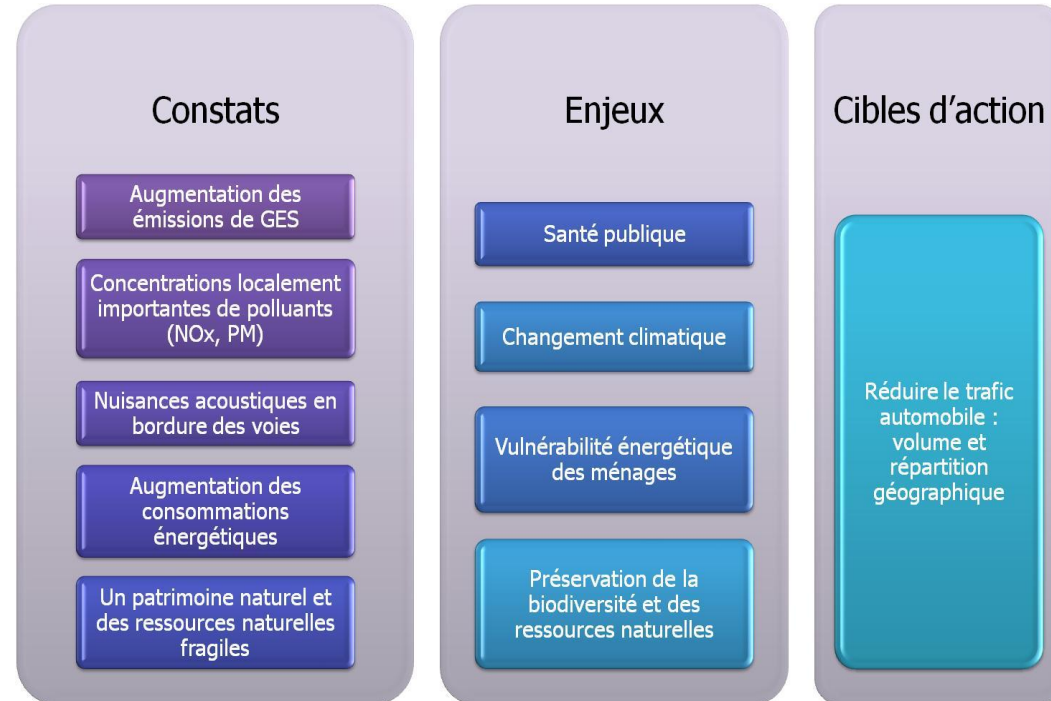 Constats
Augmentation des
émissions de GES
Concentrations localement
importantes de polluants
(NOx, PM)
Nuisances acoustiques en
bordure des voies
Augmentation des
consommations
énergétiques
Un patrimoine naturel et
des ressources naturelles
fragiles
Enjeux
Santé publique
Changement climatique
Vulnérabilité énergétique
des ménages
Préservation de la
biodiversité et des
ressources naturelles
Cibles d’action
Réduire le trafic
automobile :
volume et
répartition
géographique